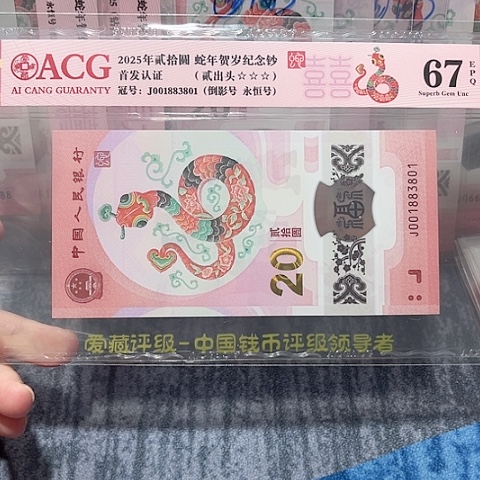 ACG
AI CANG GUARANTY
2025年贰拾圆 蛇年贺岁纪念钞
首发认证 (贰出头☆☆☆)
冠号: J001883801 (倒影号 永恒号)
67
EPQ
Superb Gem Unc
中国人民银行
贰拾圆
20
J001883801
爱藏评级-中国钱币评级领导者